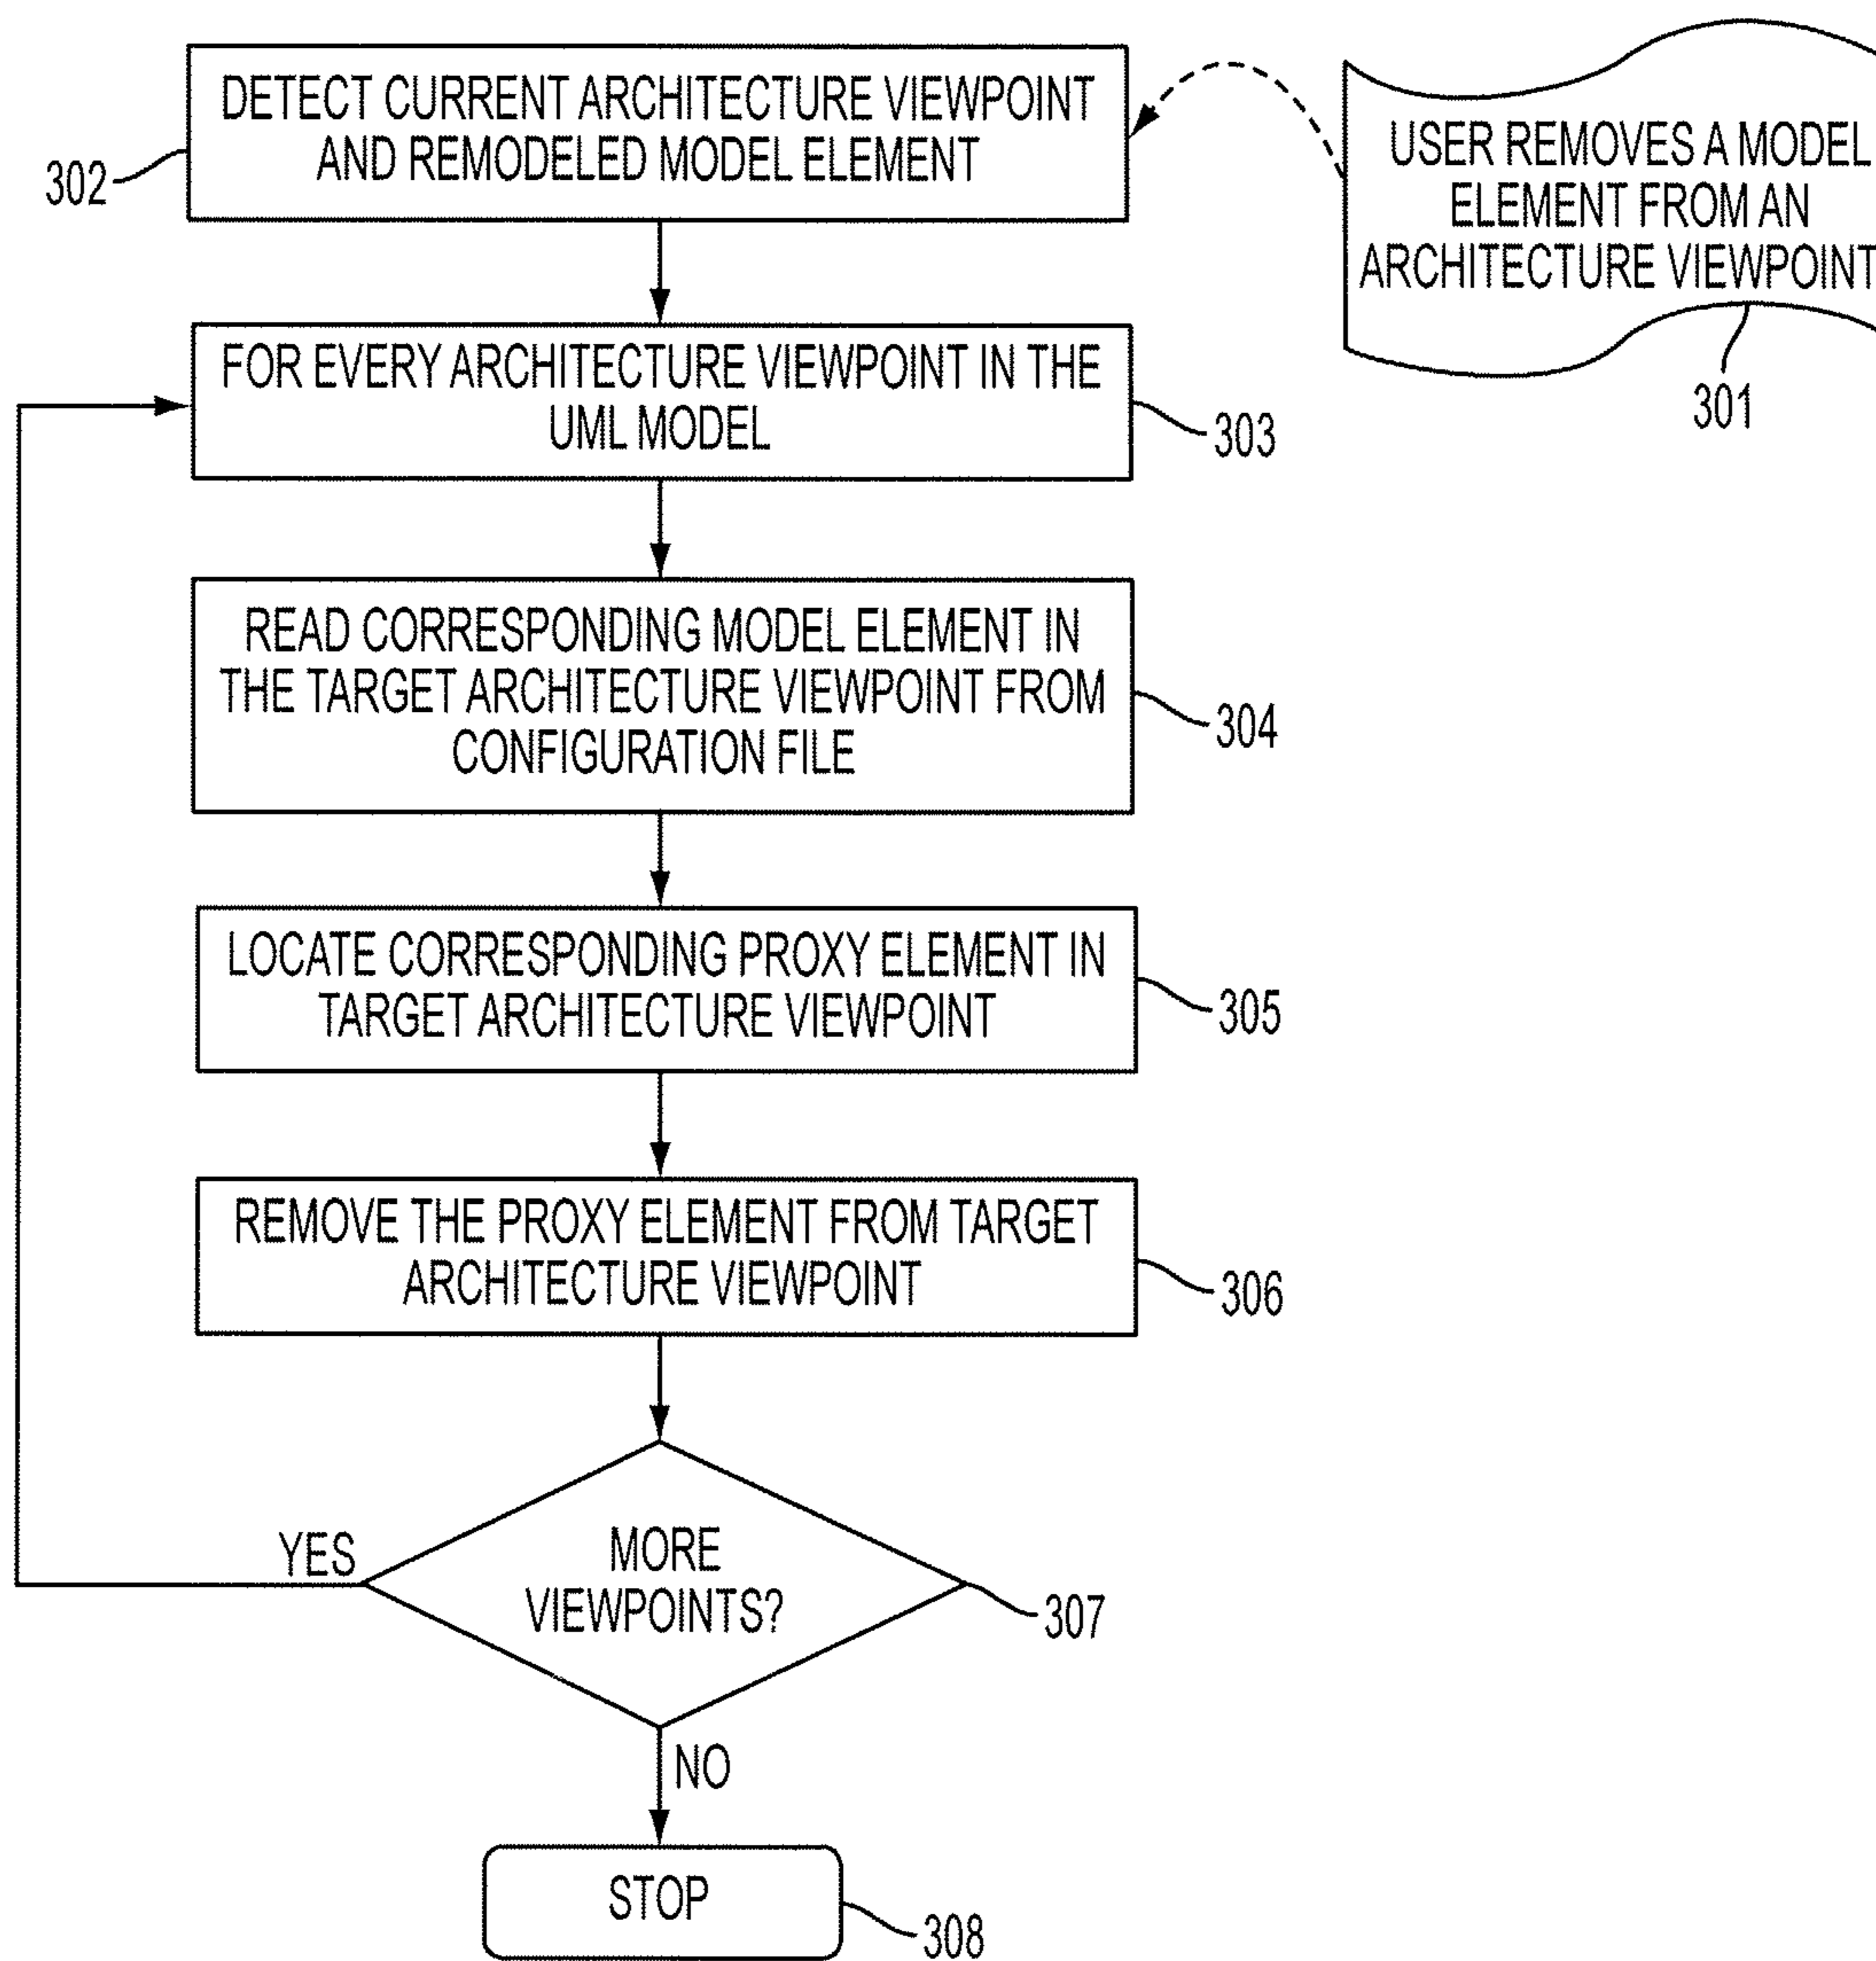 DETECT CURRENT ARCHITECTURE VIEWPOINT
AND REMODELED MODEL ELEMENT
302
USER REMOVES A MODEL
ELEMENT FROM AN
ARCHITECTURE VIEWPOINT
301
FOR EVERY ARCHITECTURE VIEWPOINT IN THE
UML MODEL
303
READ CORRESPONDING MODEL ELEMENT IN
THE TARGET ARCHITECTURE VIEWPOINT FROM
CONFIGURATION FILE
304
LOCATE CORRESPONDING PROXY ELEMENT IN
TARGET ARCHITECTURE VIEWPOINT
305
REMOVE THE PROXY ELEMENT FROM TARGET
ARCHITECTURE VIEWPOINT
306
YES
MORE
VIEWPOINTS?
307
NO
STOP
308